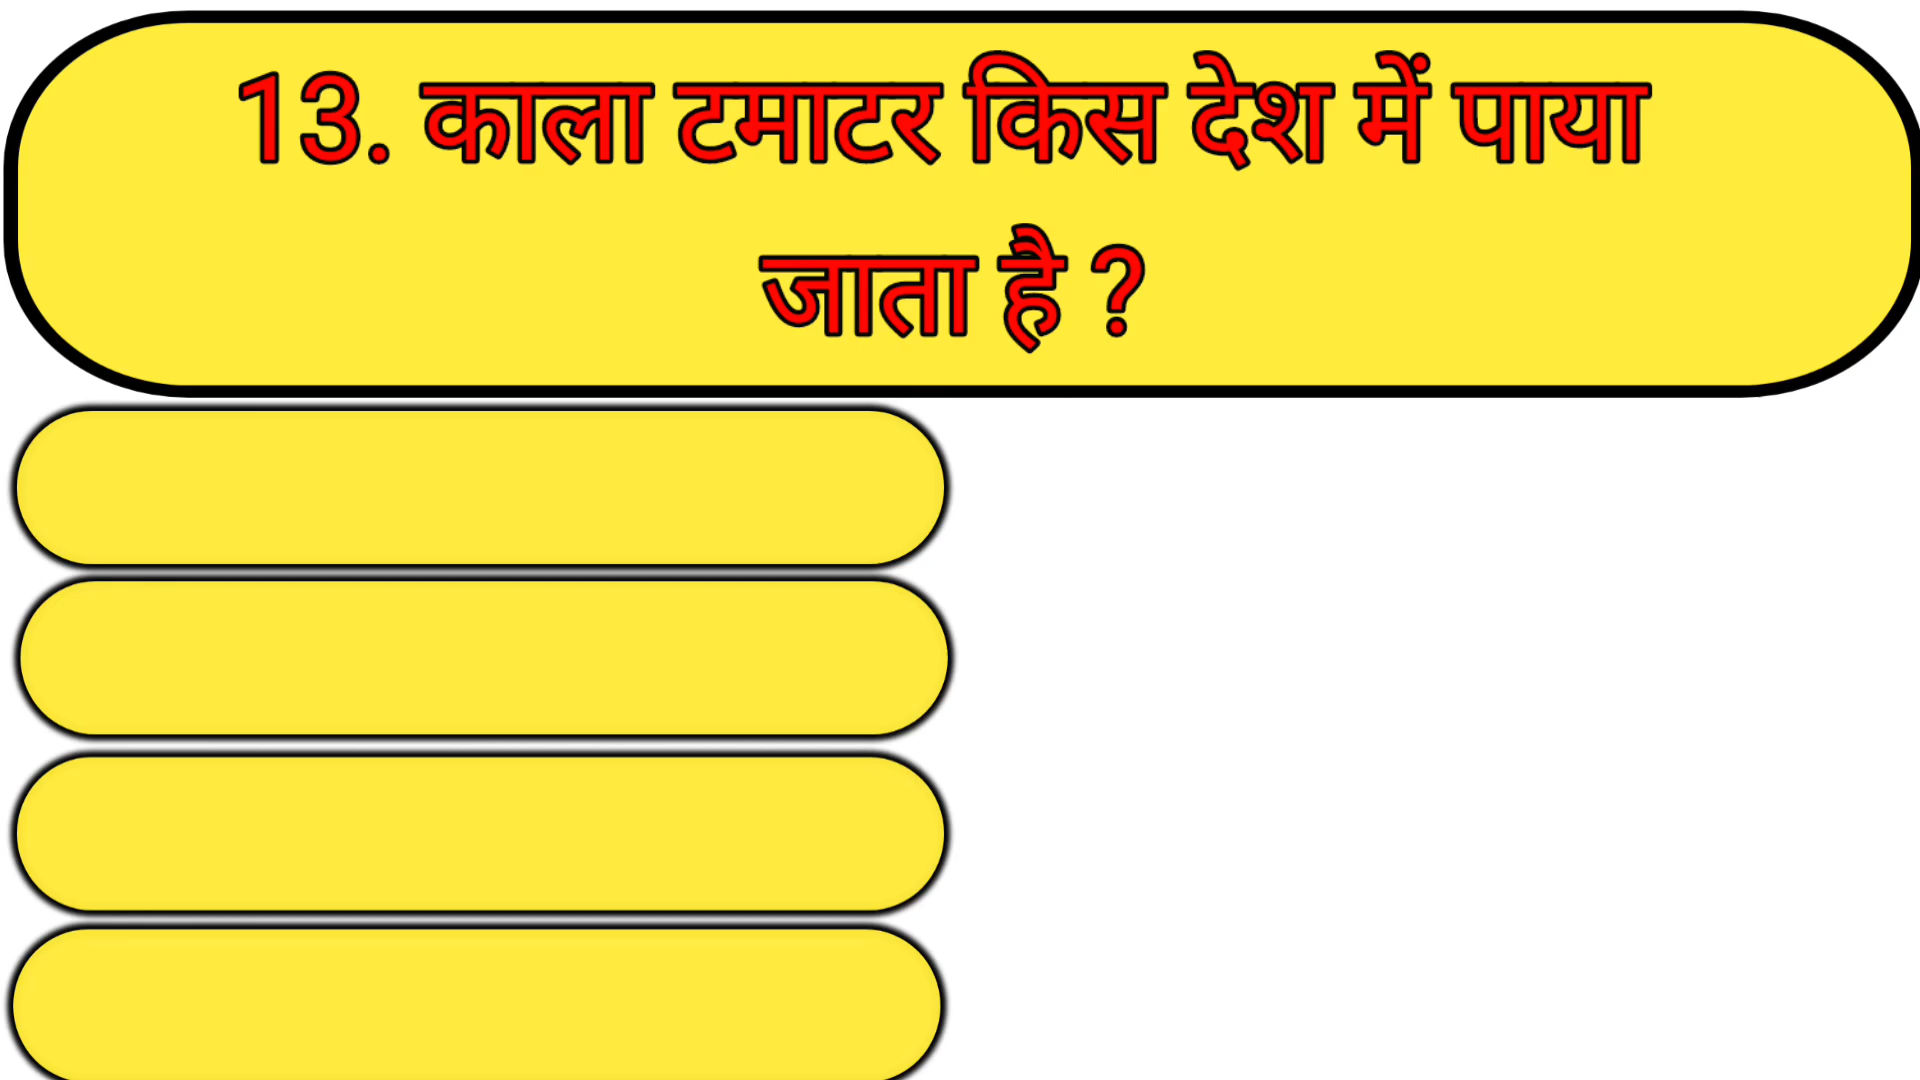 13. काला टमाटर किस देश में पाया
जाता है ?